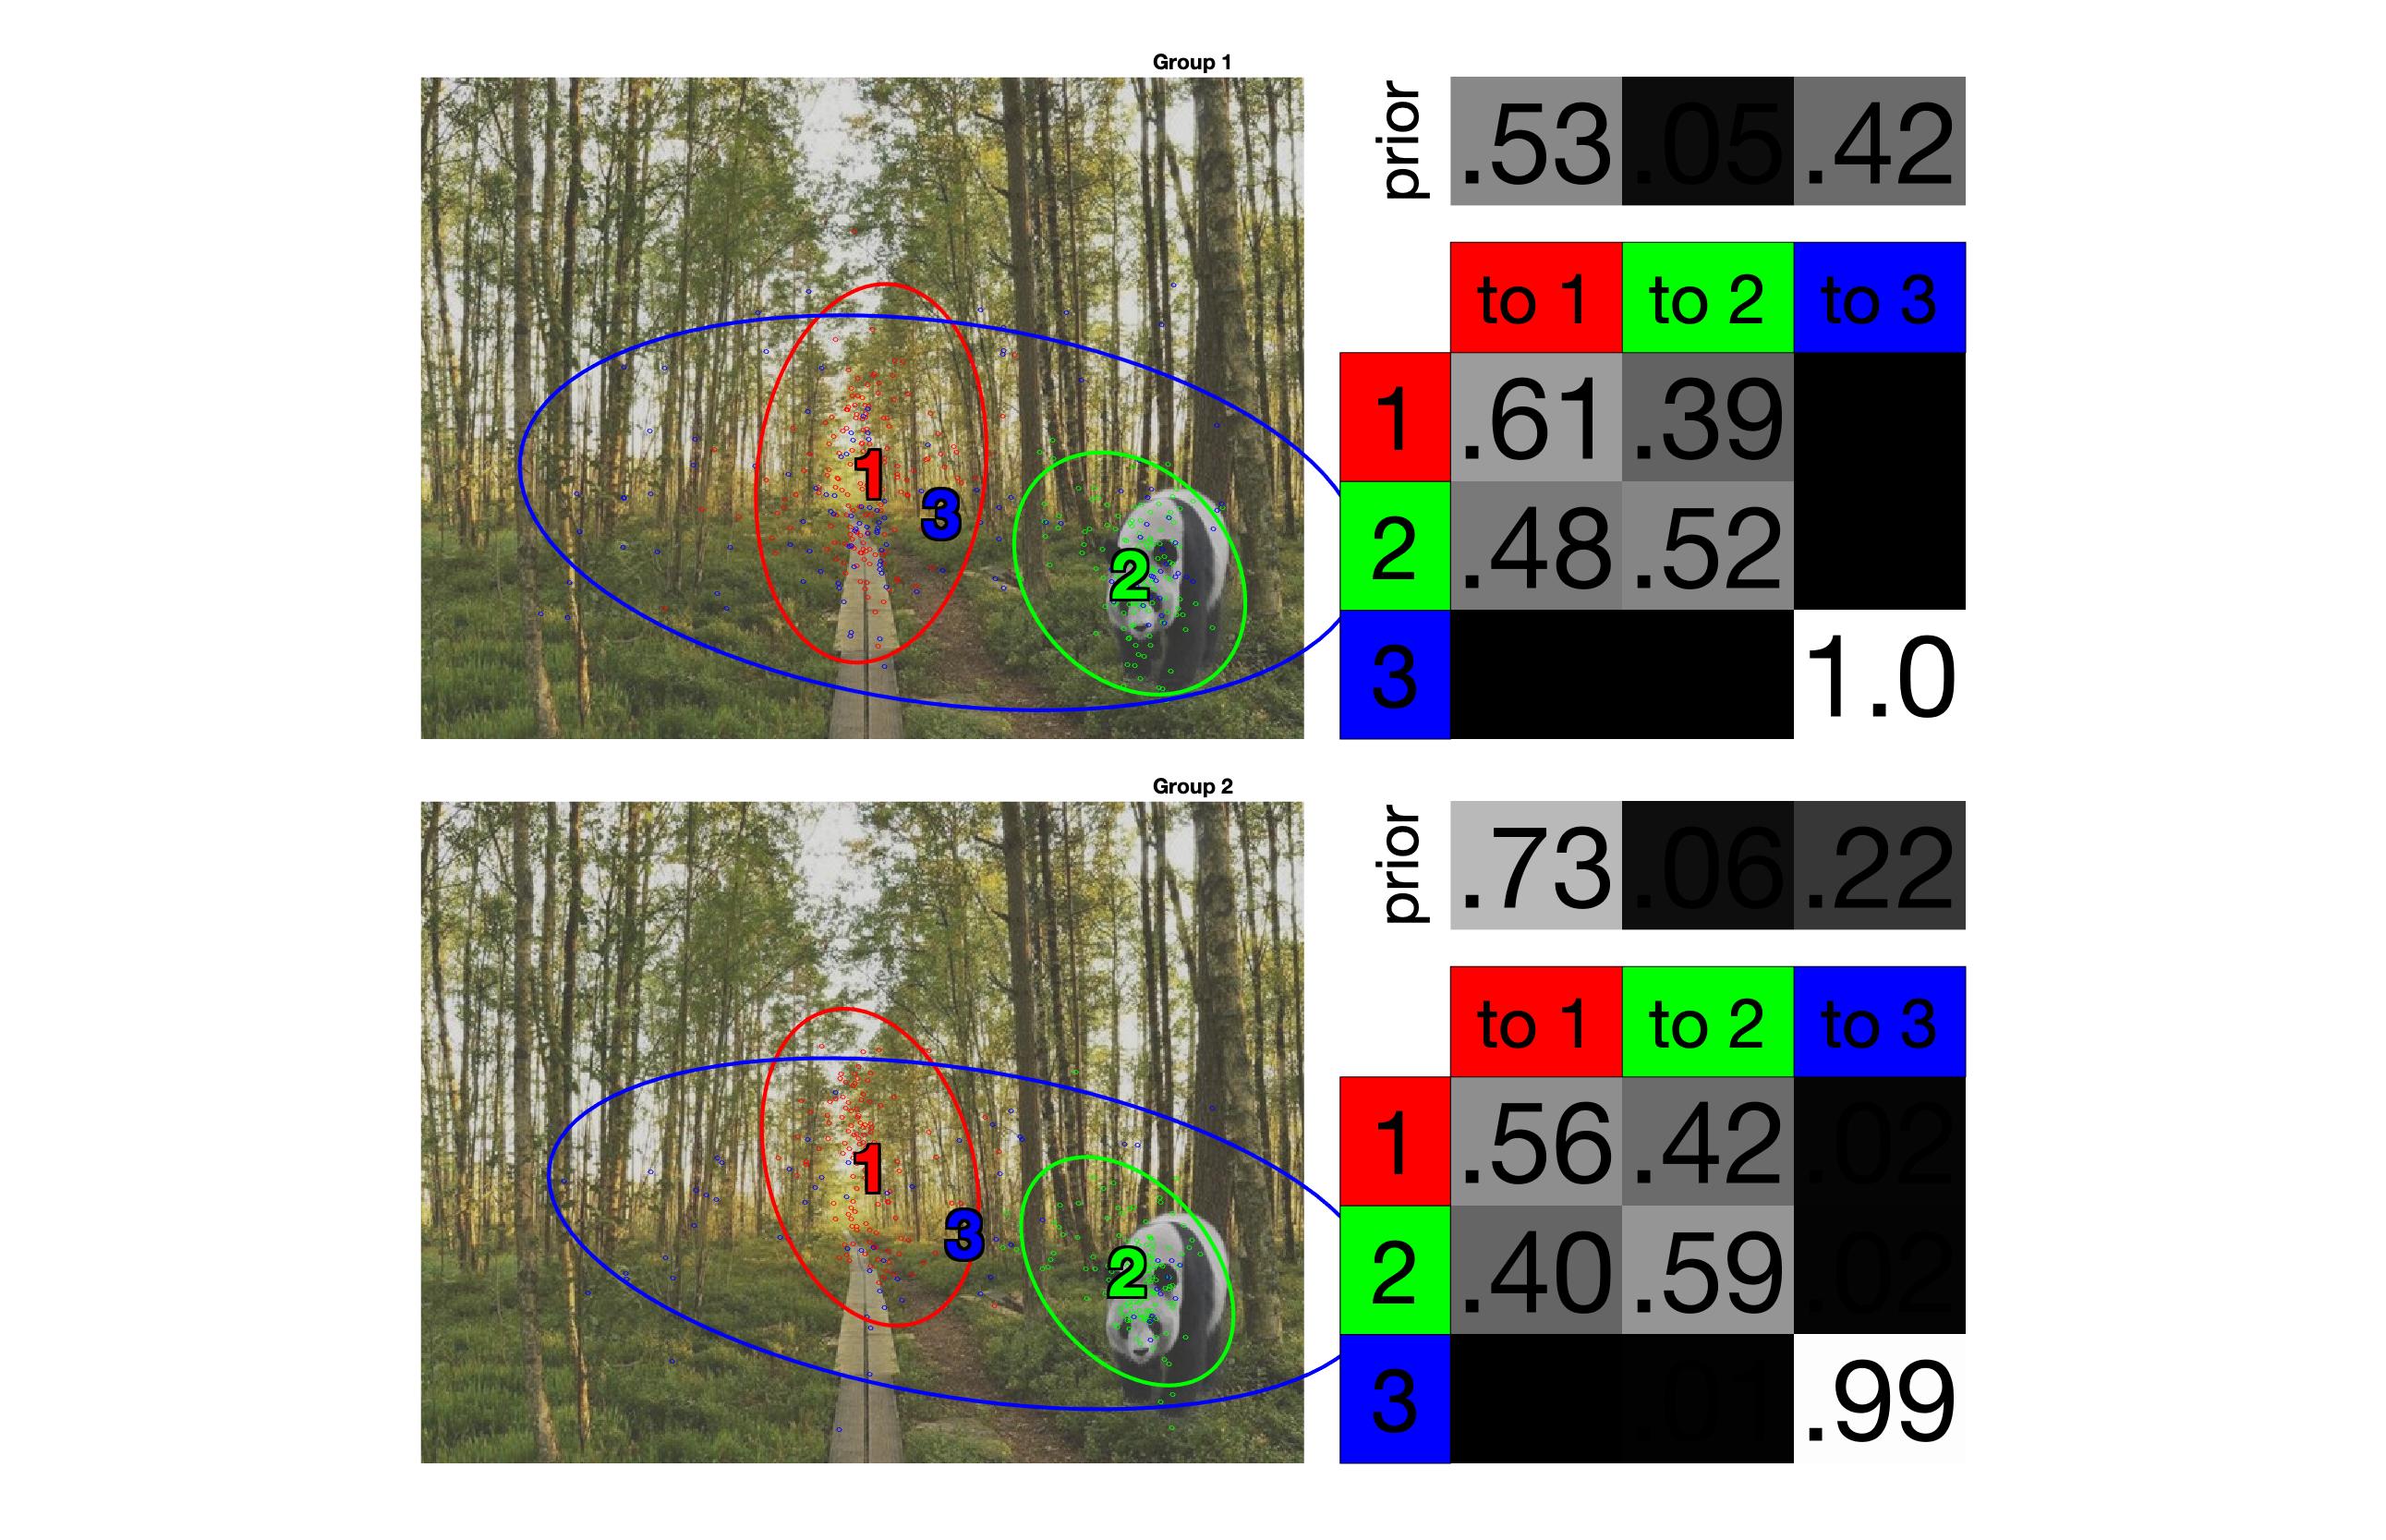 Group 1
1
3
2
prior
.53 .05 .42
to 1 to 2 to 3
1 .61 .39
2 .48 .52
3 1.0
Group 2
1
3
2
prior
.73 .06 .22
to 1 to 2 to 3
1 .56 .42 .02
2 .40 .59 .02
3 .01 .99